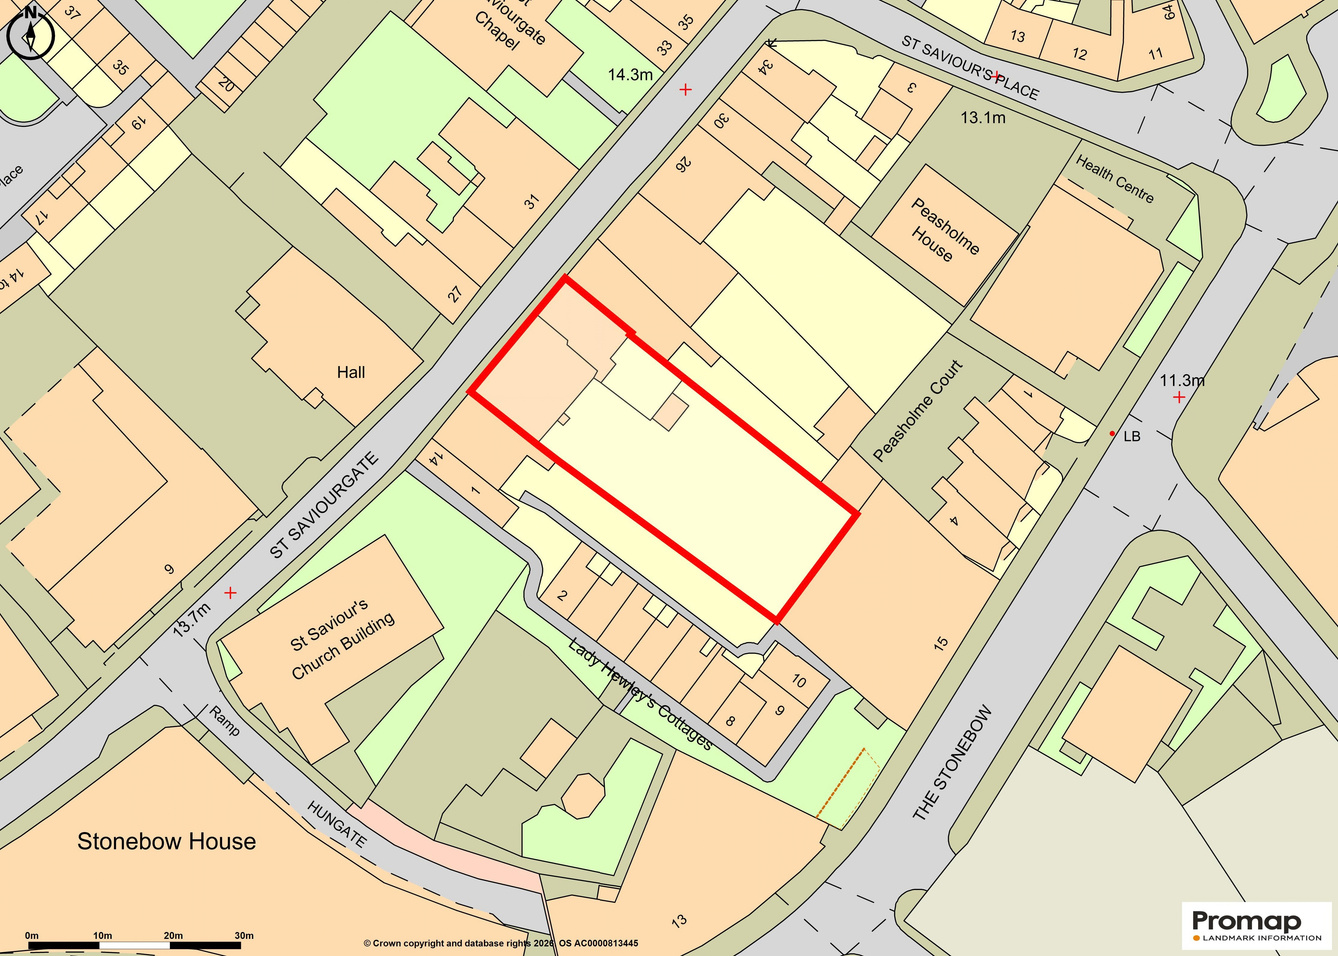 N
37
35
20
19
17
14 to
lace
St
aviourgate
Chapel
35
33
14.3m
31
27
34
30
26
3
ST SAVIOUR'S PLACE
13
12
11
64
13.1m
Health Centre
Peasholme
House
Peasholme Court
1
4
11.3m
LB
Hall
ST SAVIOURGATE
14
1
9
13.7m
St Saviour's
Church Building
2
Lady Hewley's Cottages
8
9
10
15
THE STONEBOW
Ramp
HUNGATE
Stonebow House
13
0m
10m
20m
30m
© Crown copyright and database rights 2026. OS AC0000813445
Promap
LANDMARK INFORMATION